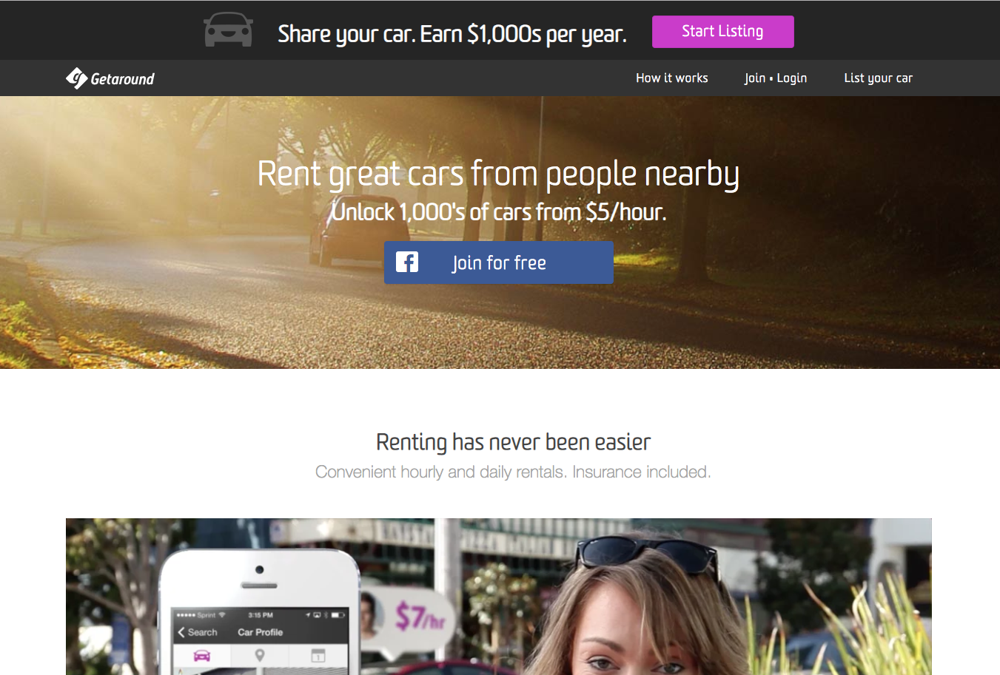 Share your car. Earn $1,000s per year.
Start Listing
Getaround
How it works
Join • Login
List your car
Rent great cars from people nearby
Unlock 1,000's of cars from $5/hour.
Join for free
Renting has never been easier
Convenient hourly and daily rentals. Insurance included.
$7/hr
Sprint
3:15 PM
Search
Car Profile
1